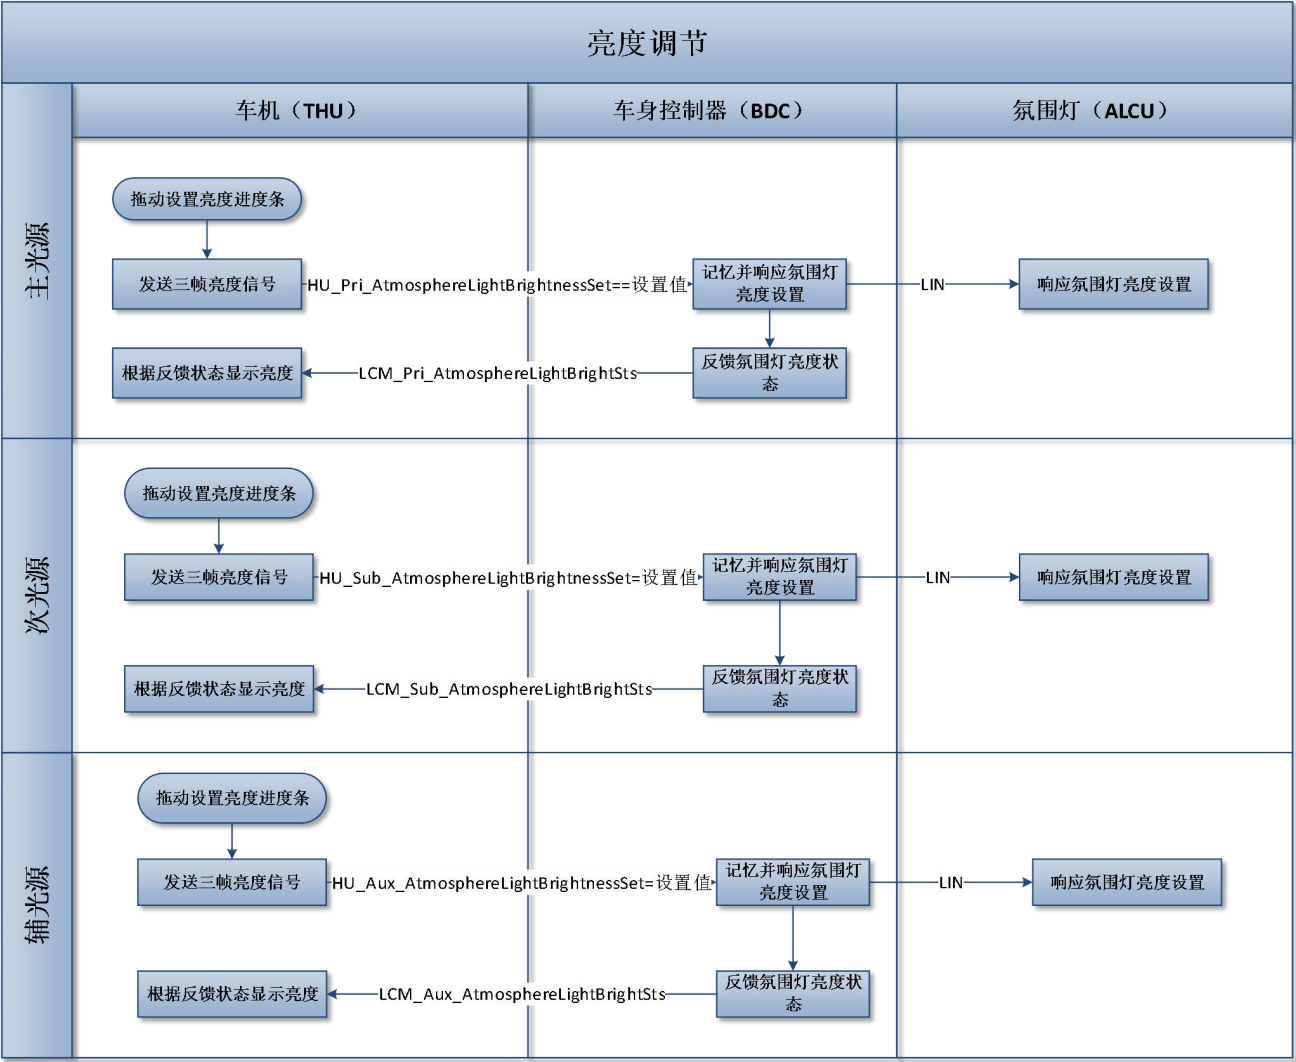 亮度调节
车机（THU）
车身控制器（BDC）
氛围灯（ALCU）
主光源
拖动设置亮度进度条
发送三帧亮度信号
HU_Pri_AtmosphereLightBrightnessSet==设置值
记忆并响应氛围灯
亮度设置
LIN
响应氛围灯亮度设置
根据反馈状态显示亮度
LCM_Pri_AtmosphereLightBrightSts
反馈氛围灯亮度状
态
次光源
拖动设置亮度进度条
发送三帧亮度信号
HU_Sub_AtmosphereLightBrightnessSet=设置值
记忆并响应氛围灯
亮度设置
LIN
响应氛围灯亮度设置
根据反馈状态显示亮度
LCM_Sub_AtmosphereLightBrightSts
反馈氛围灯亮度状
态
辅光源
拖动设置亮度进度条
发送三帧亮度信号
HU_Aux_AtmosphereLightBrightnessSet=设置值
记忆并响应氛围灯
亮度设置
LIN
响应氛围灯亮度设置
根据反馈状态显示亮度
LCM_Aux_AtmosphereLightBrightSts
反馈氛围灯亮度状
态